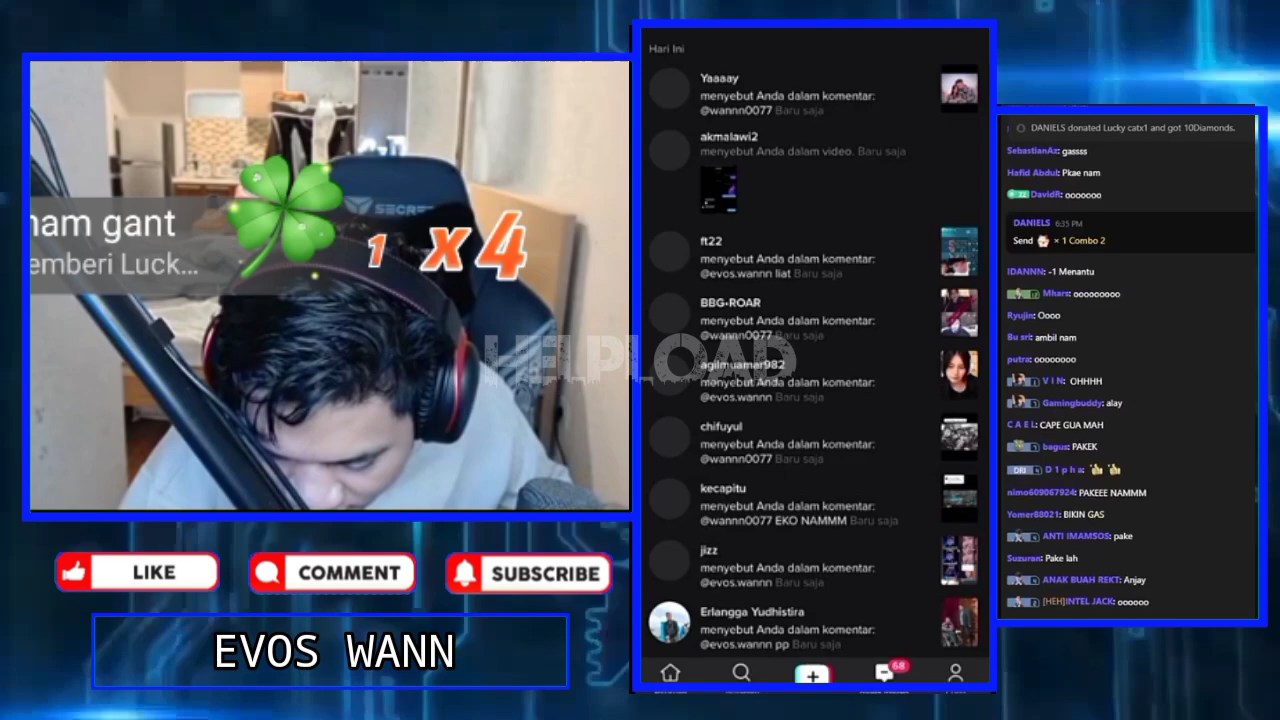 ham gant
emberi Luck...
1 x4
SECRE
LIKE
COMMENT
SUBSCRIBE
EVOS WANN
HELPLOAD
Hari Ini
Yaaaay
menyebut Anda dalam komentar:
@wannn0077 Baru saja
akmalawi2
menyebut Anda dalam video. Baru saja
ft22
menyebut Anda dalam komentar:
@evos.wannn liat Baru saja
BBG-ROAR
menyebut Anda dalam komentar:
@wannn0077 Baru saja
agilmuamar982
menyebut Anda dalam komentar:
@evos.wannn Baru saja
chifuyul
menyebut Anda dalam komentar:
@wannn0077 Baru saja
kecapitu
menyebut Anda dalam komentar:
@wannn0077 EKO NAMMM Baru saja
jizz
menyebut Anda dalam komentar:
@evos.wannn Baru saja
Erlangga Yudhistira
menyebut Anda dalam komentar:
@evos.wannn pp Baru saja
68
DANIELS donated Lucky catx1 and got 10Diamonds.
SebastianAs: gassss
Hafid Abdul: Pkae nam
22 DavidR: ooooooo
DANIELS 6:35 PM
Send × 1 Combo 2
IDANNN: -1 Menantu
Mhars: ooooooooo
Ryujin: Oooo
Bu sri: ambil nam
putra: oooooooo
V I N: OHHHH
Gamingbuddy: alay
C A E L: CAPE GUA MAH
bagus: PAKEK
DRJ D 1 p h a:
nimo609067924: PAKEEE NAMMM
Yomer88021: BIKIN GAS
ANTI IMAMSOS: pake
Suzuran: Pake lah
ANAK BUAH REKT: Anjay
[HEH]INTEL JACK: oooooo